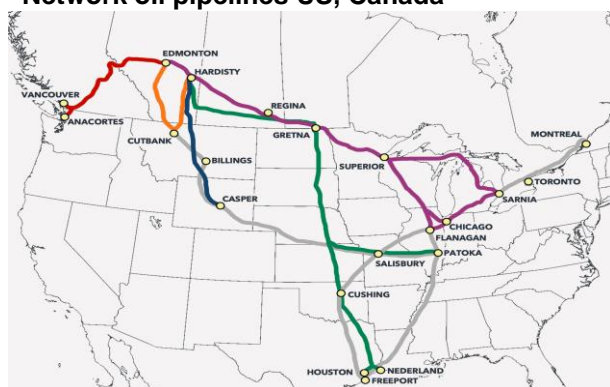 Network oil pipelines US, Canada
EDMONTON
HARDISTY
VANCOUVER
ANACORTES
REGINA
GRETNA
CUTBANK
MONTREAL
BILLINGS
SUPERIOR
TORONTO
SARNIA
CASPER
CHICAGO
FLANAGAN
SALISBURY
PATOKA
CUSHING
HOUSTON
NEDERLAND
FREEPORT